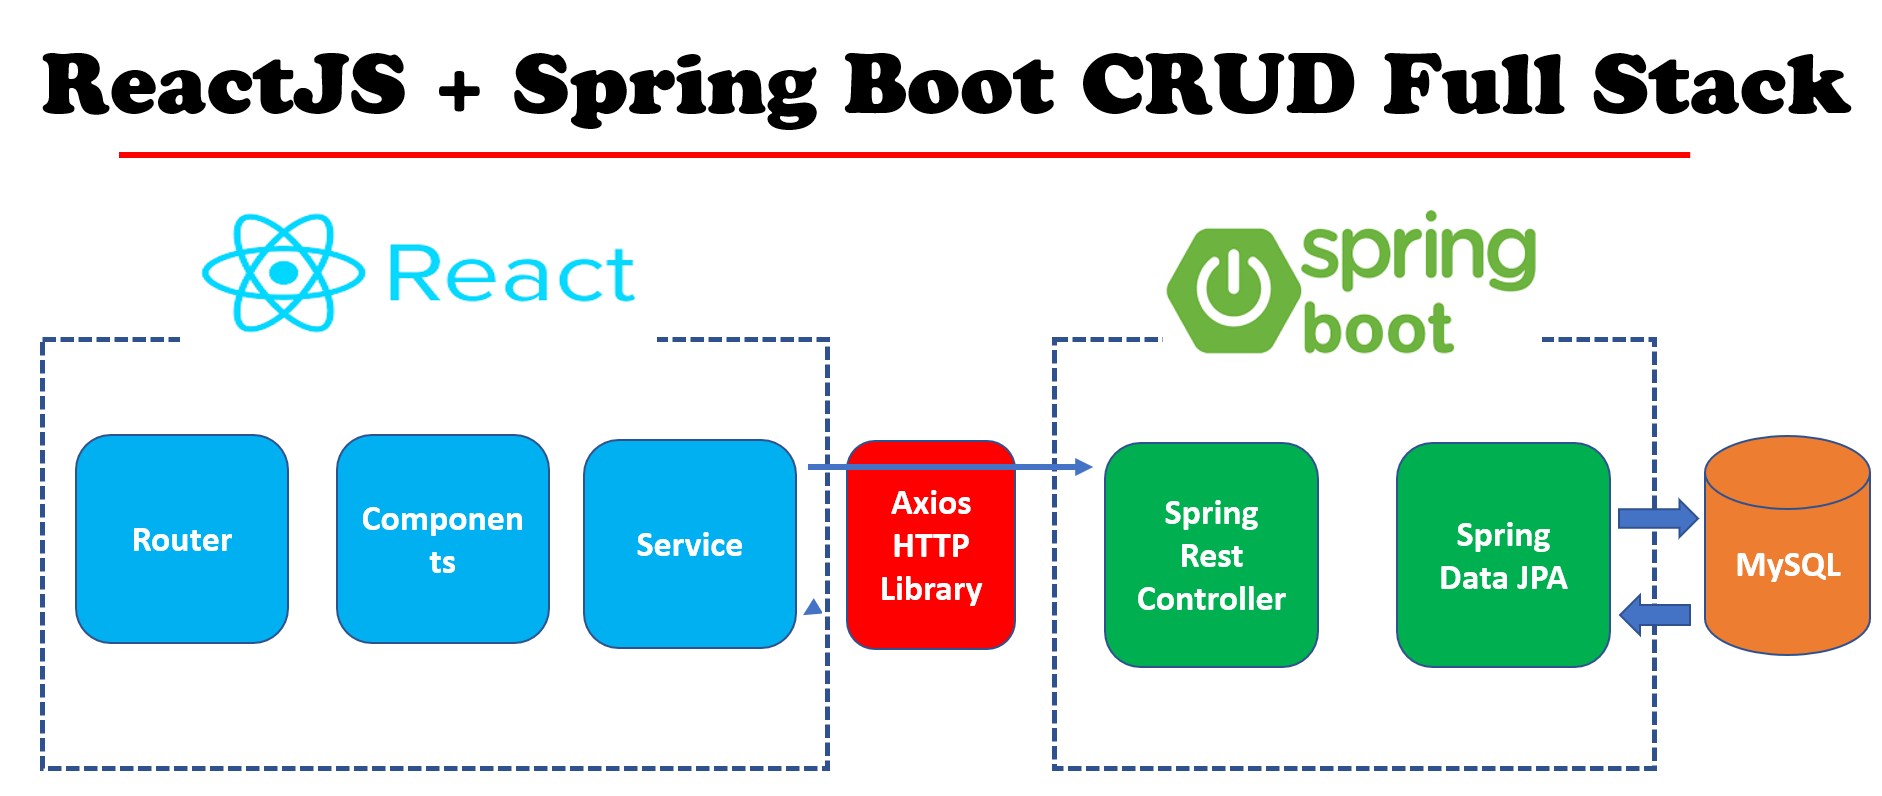 ReactJS + Spring Boot CRUD Full Stack
React
spring
boot
Router
Componen
ts
Service
Axios
HTTP
Library
Spring
Rest
Controller
Spring
Data JPA
MySQL